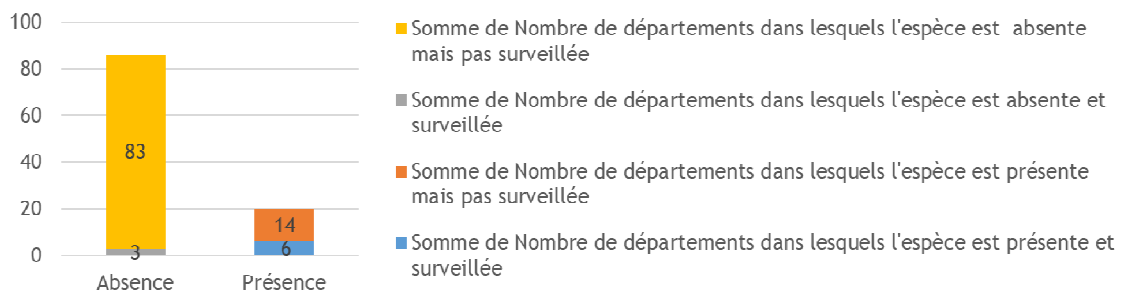 100
80
60
40
20
0
83
3
14
6
Absence
Présence
Somme de Nombre de départements dans lesquels l'espèce est  absente
mais pas surveillée
Somme de Nombre de départements dans lesquels l'espèce est absente et
surveillée
Somme de Nombre de départements dans lesquels l'espèce est présente
mais pas surveillée
Somme de Nombre de départements dans lesquels l'espèce est présente et
surveillée